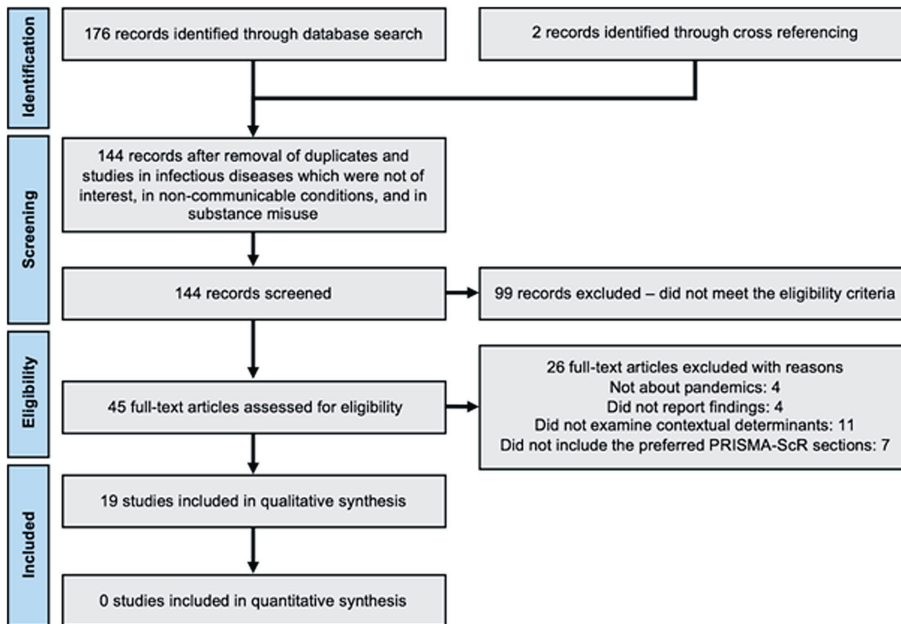 Identification
176 records identified through database search
2 records identified through cross referencing
Screening
144 records after removal of duplicates and
studies in infectious diseases which were not of
interest, in non-communicable conditions, and in
substance misuse
144 records screened
99 records excluded – did not meet the eligibility criteria
Eligibility
45 full-text articles assessed for eligibility
26 full-text articles excluded with reasons
Not about pandemics: 4
Did not report findings: 4
Did not examine contextual determinants: 11
Did not include the preferred PRISMA-ScR sections: 7
Included
19 studies included in qualitative synthesis
0 studies included in quantitative synthesis